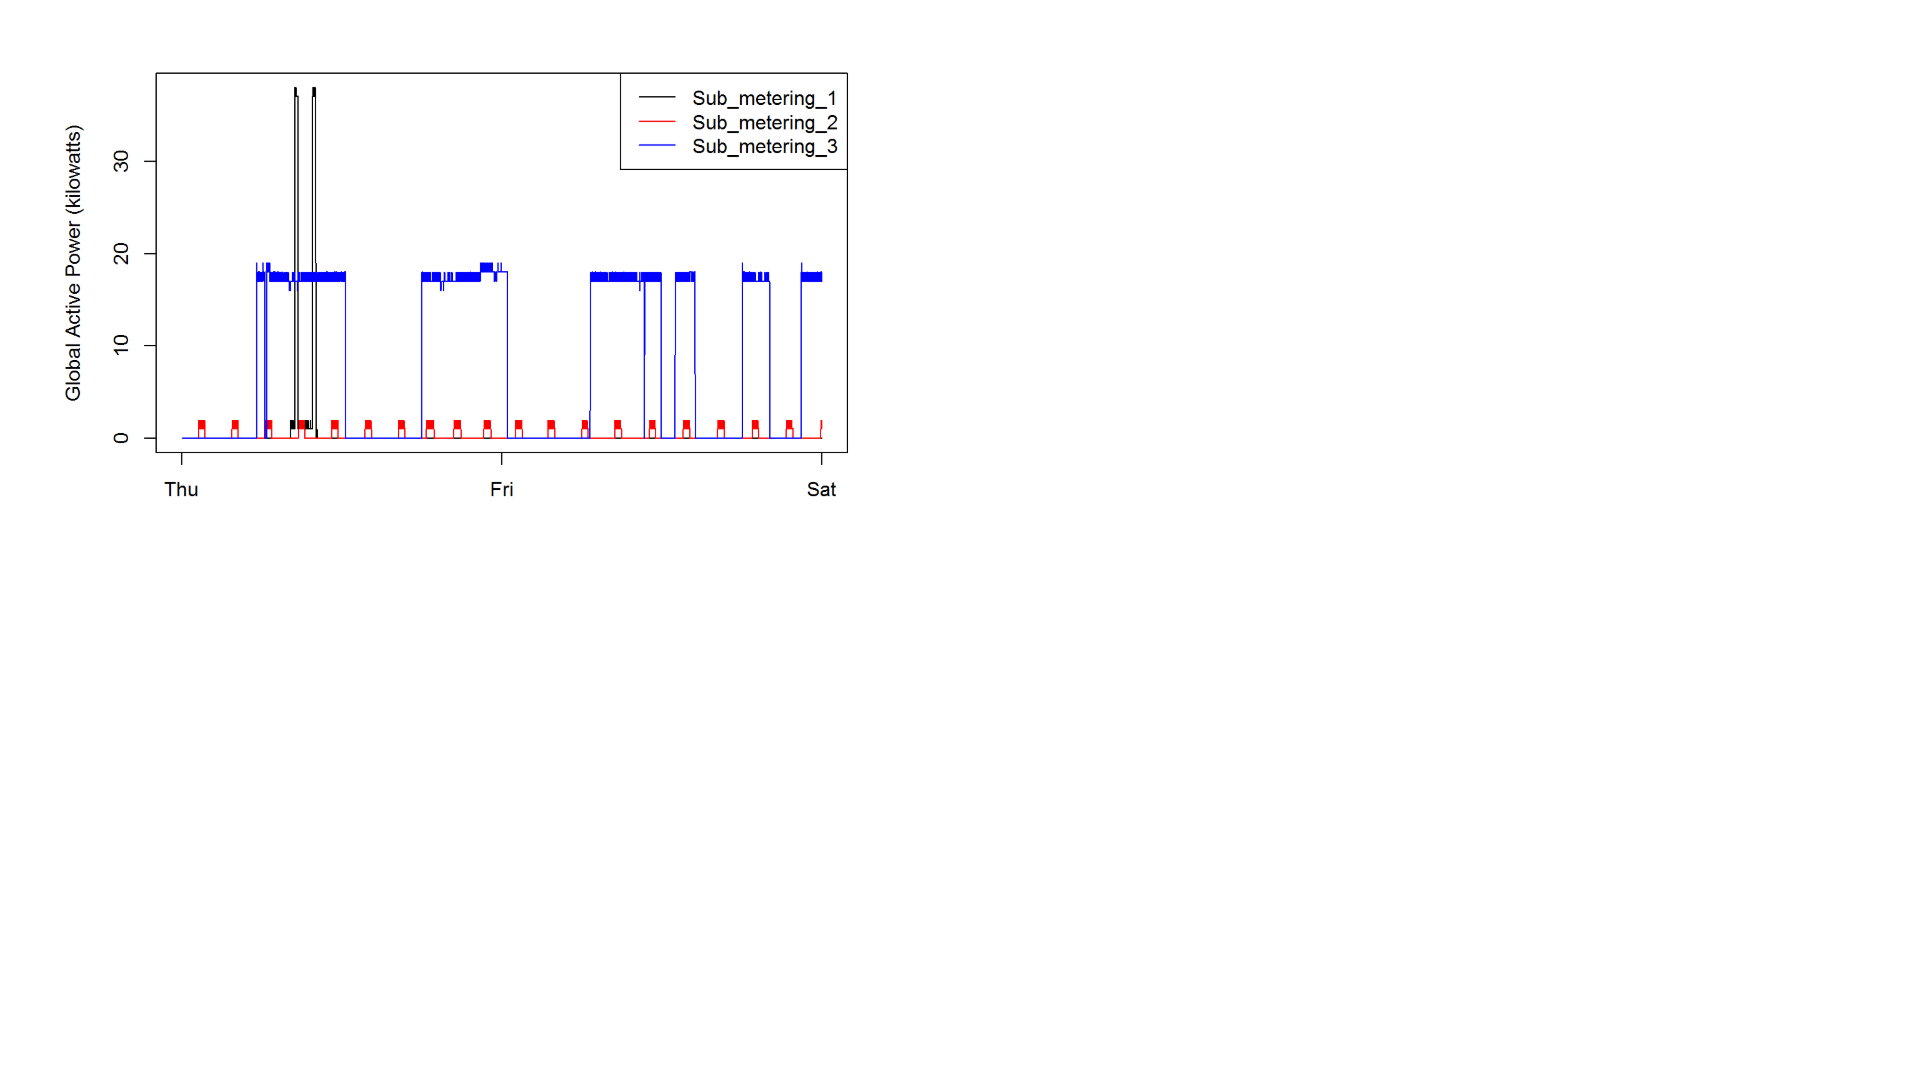 Sub_metering_1
Sub_metering_2
Sub_metering_3
Global Active Power (kilowatts)
30
20
10
0
Thu Fri Sat